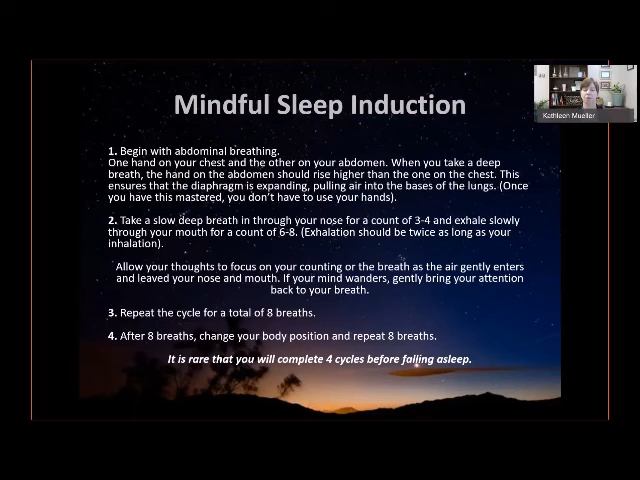 Mindful Sleep Induction
Kathleen Mueller
1. Begin with abdominal breathing.
One hand on your chest and the other on your abdomen. When you take a deep
breath, the hand on the abdomen should rise higher than the one on the chest. This
ensures that the diaphragm is expanding, pulling air into the bases of the lungs. (Once
you have this mastered, you don't have to use your hands).
2. Take a slow deep breath in through your nose for a count of 3-4 and exhale slowly
through your mouth for a count of 6-8. (Exhalation should be twice as long as your
inhalation).
Allow your thoughts to focus on your counting or the breath as the air gently enters
and leaved your nose and mouth. If your mind wanders, gently bring your attention
back to your breath.
3. Repeat the cycle for a total of 8 breaths.
4. After 8 breaths, change your body position and repeat 8 breaths.
It is rare that you will complete 4 cycles before falling asleep.